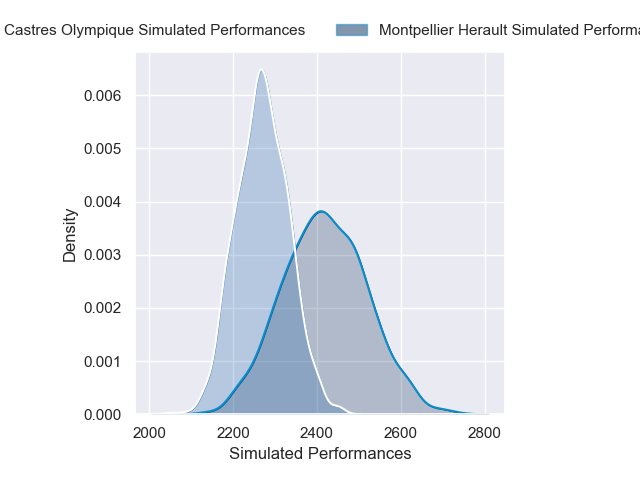 Castres Olympique Simulated Performances Montpellier Herault Simulated Performa
0.006
0.005
0.004
0.003
0.002
0.001
0.000
Density
2000 2200 2400 2600 2800
Simulated Performances